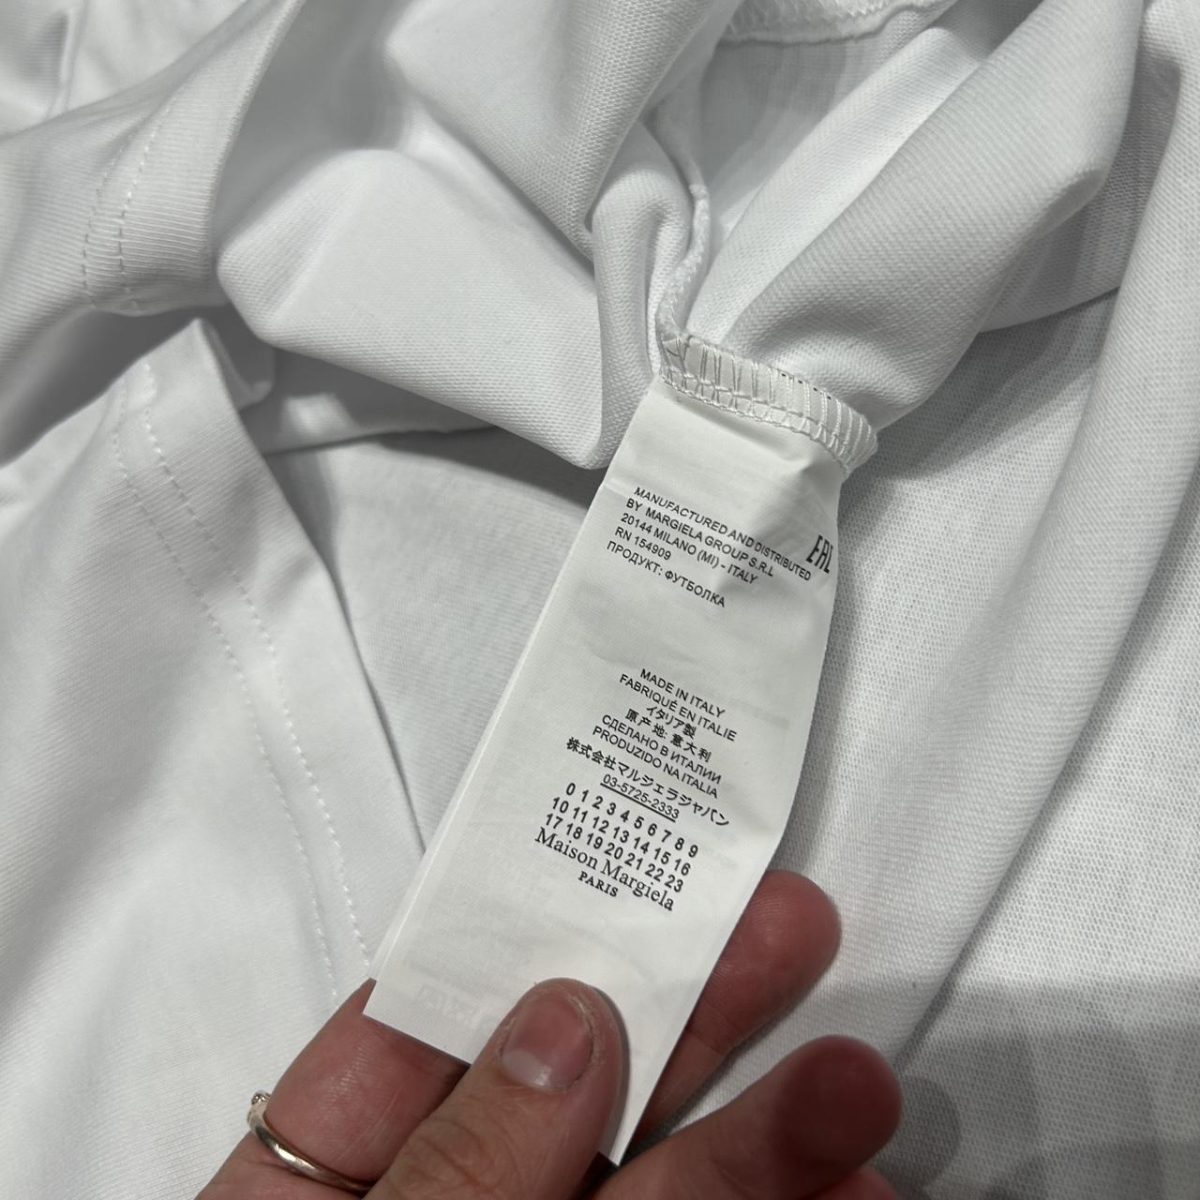 MANUFACTURED AND DISTRIBUTED
BY MARGIELA GROUP S.R.L
20144 MILANO (MI) - ITALY
RN 154909
ПРОДУКТ: ФУТБОЛКА
EAC
MADE IN ITALY
FABRIQUÉ EN ITALIE
イタリア製
原产地: 意大利
СДЕЛАНО В ИТАЛИИ
PRODUZIDO NA ITALIA
株式会社マルジェラジャパン
03-5725-2333
0 1 2 3 4 5 6 7 8 9
10 11 12 13 14 15 16
17 18 19 20 21 22 23
Maison Margiela
PARIS